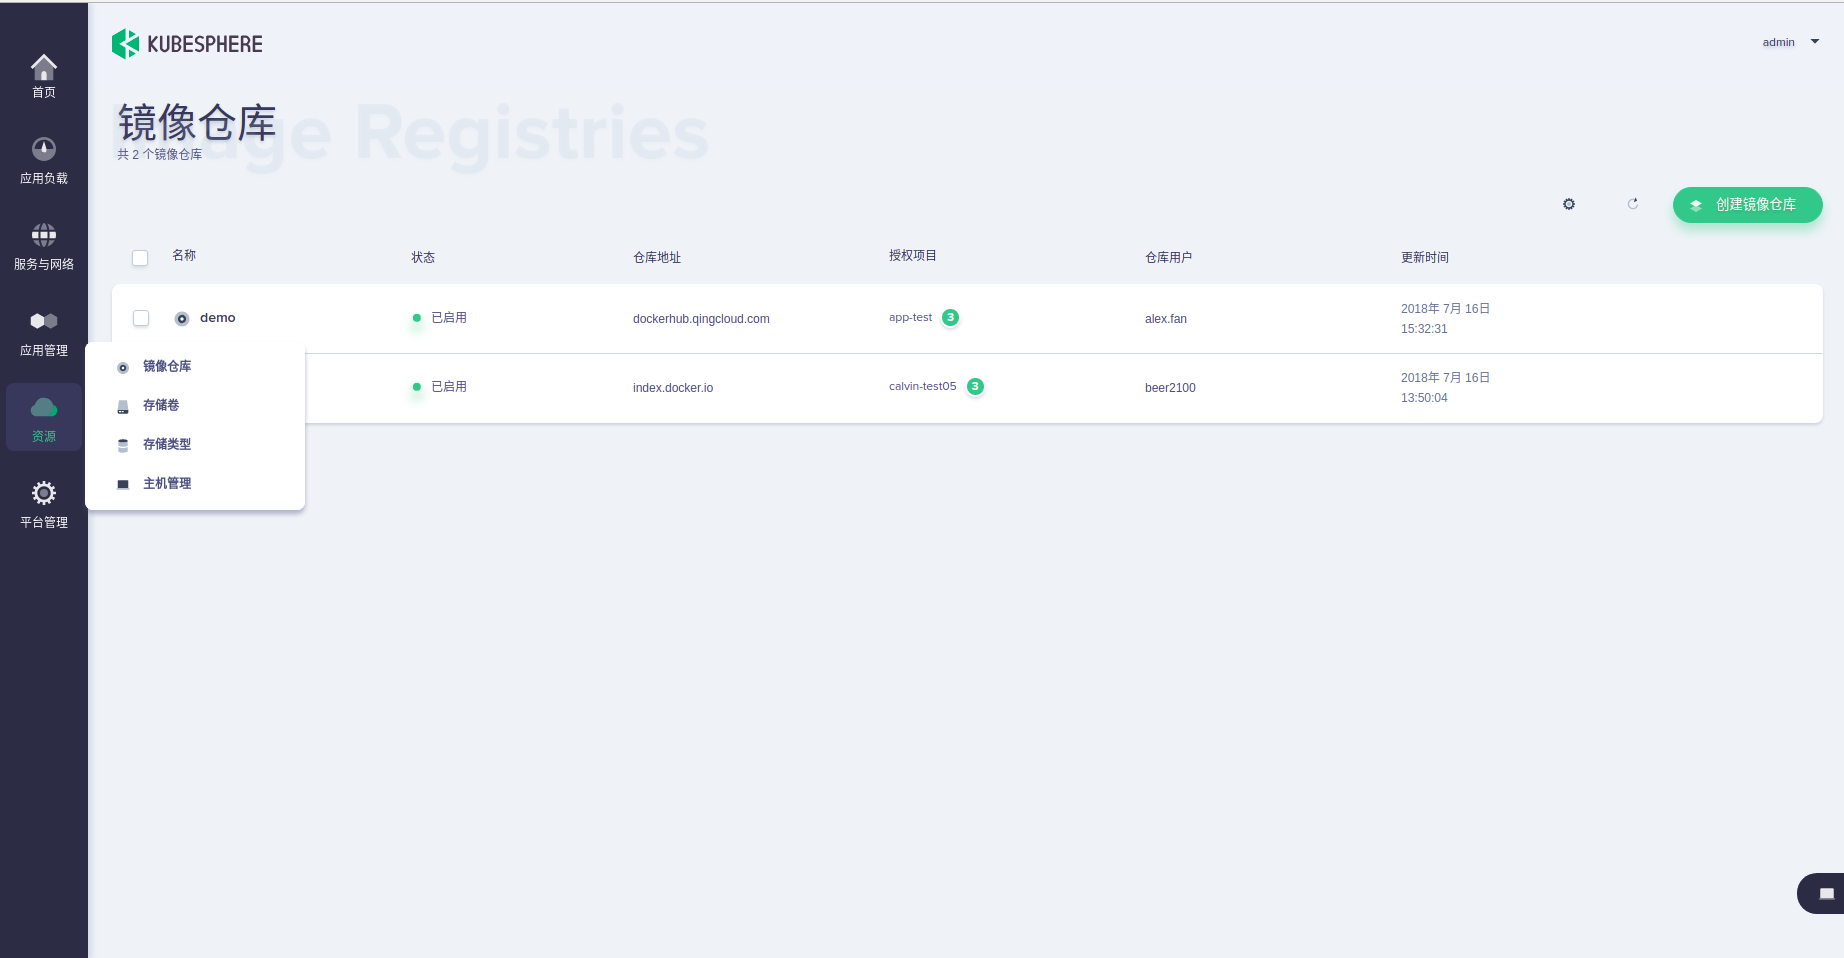 KUBESPHERE
admin
首页
应用负载
服务与网络
应用管理
资源
平台管理
Image Registries
镜像仓库
共 2 个镜像仓库
创建镜像仓库
名称 状态 仓库地址 授权项目 仓库用户 更新时间
demo 已启用 dockerhub.qingcloud.com app-test 3 alex.fan 2018年 7月 16日
15:32:31
已启用 index.docker.io calvin-test05 3 beer2100 2018年 7月 16日
13:50:04
镜像仓库
存储卷
存储类型
主机管理